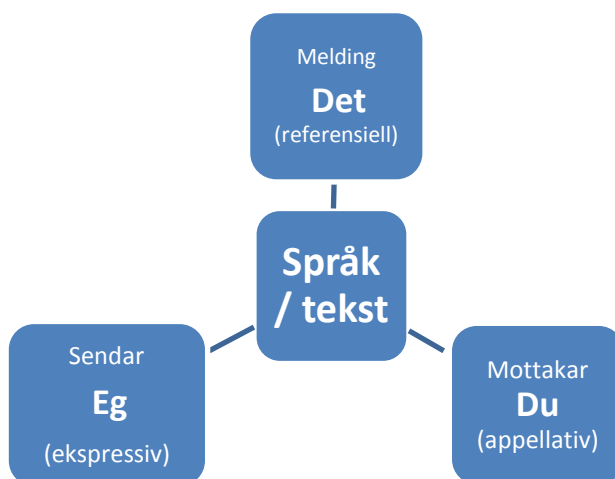 Melding
Det
(referensiell)
Språk
/ tekst
Sendar
Eg
(ekspressiv)
Mottakar
Du
(appellativ)